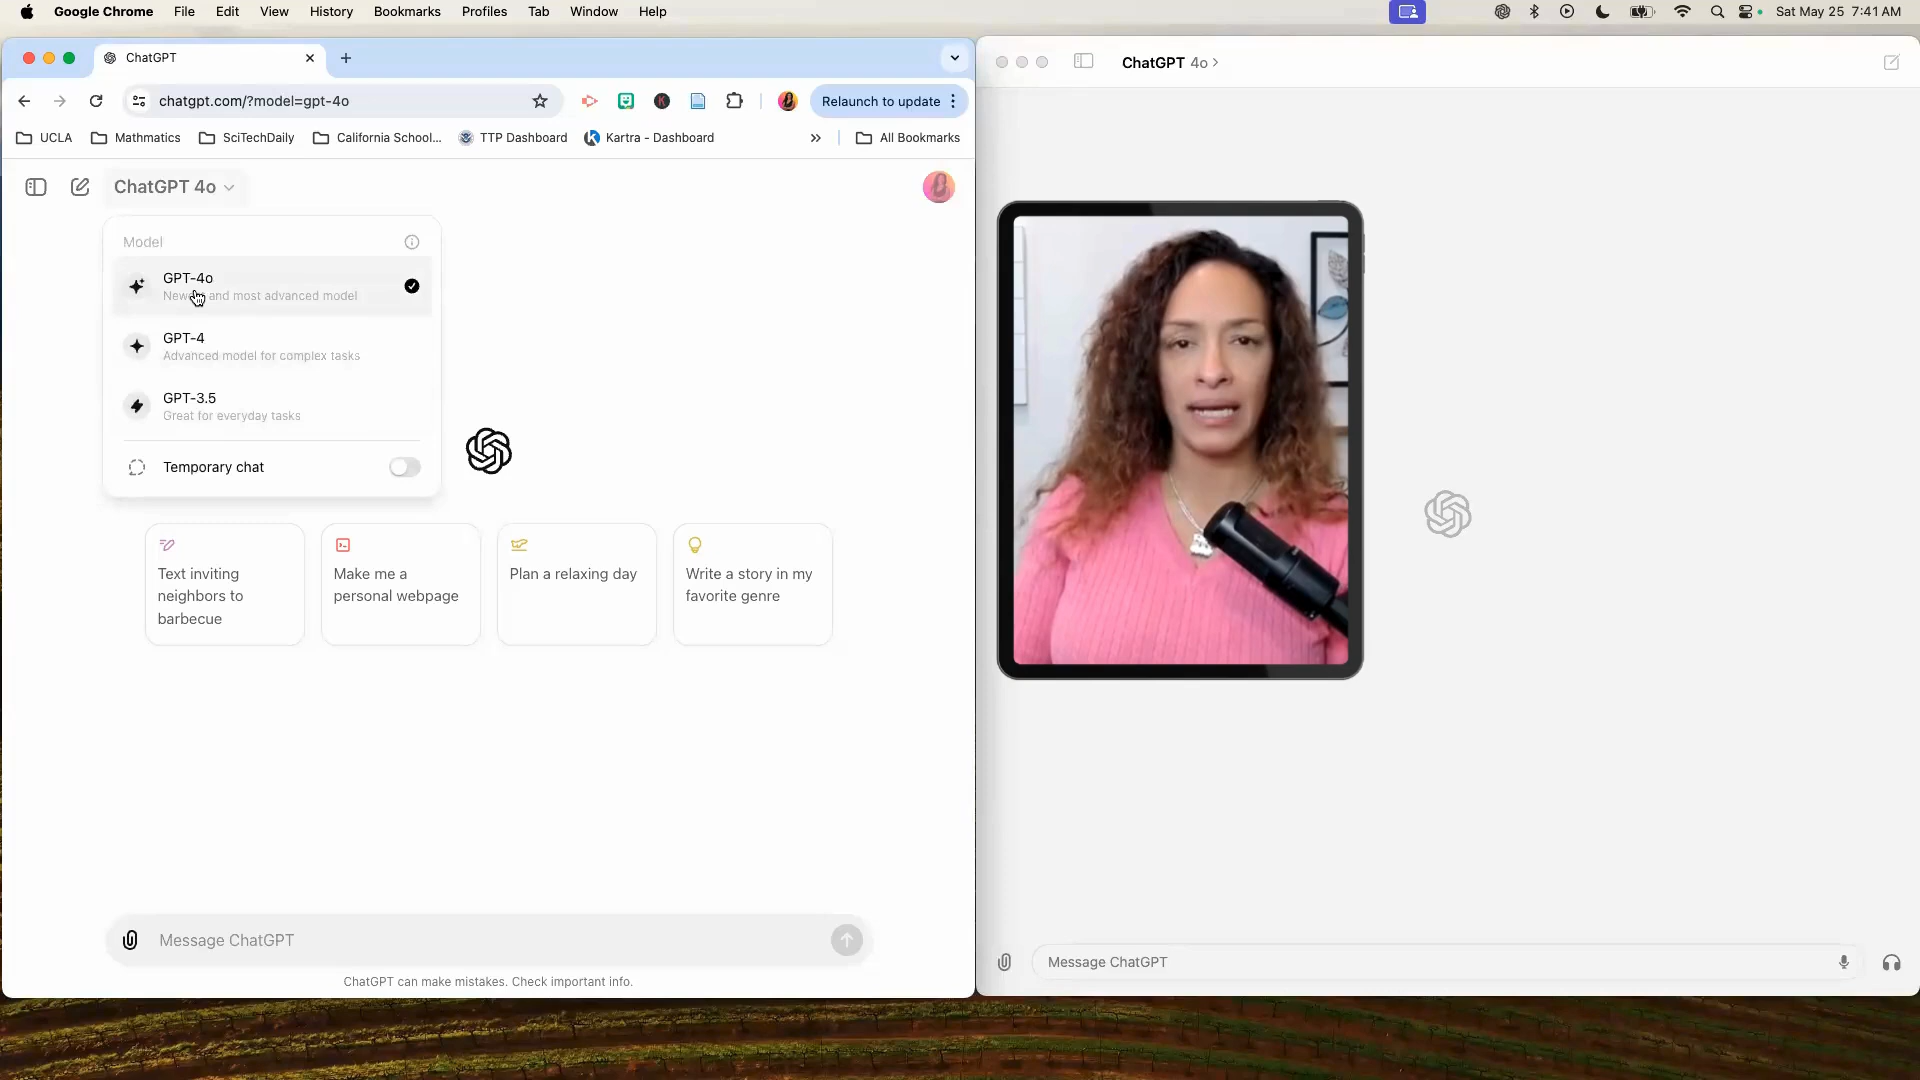 Google Chrome File Edit View History Bookmarks Profiles Tab Window Help Sat May 25 7:41 AM
ChatGPT
chatgpt.com/?model=gpt-4o
Relaunch to update
UCLA Mathmatics SciTechDaily California School... TTP Dashboard Kartra - Dashboard » All Bookmarks
ChatGPT 4o
Model
GPT-4o
and most advanced model
GPT-4
Advanced model for complex tasks
GPT-3.5
Great for everyday tasks
Temporary chat
Text inviting
neighbors to
barbecue
Make me a
personal webpage
Plan a relaxing day
Write a story in my
favorite genre
Message ChatGPT
ChatGPT can make mistakes. Check important info.
ChatGPT 4o >
Message ChatGPT